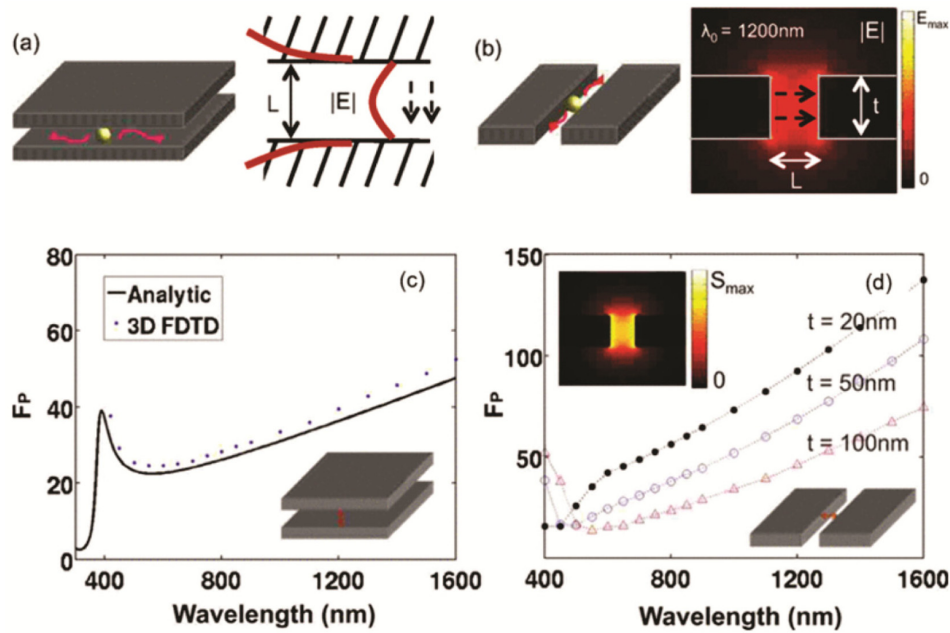 (a)
L
|E|
(b)
λ₀ = 1200nm
|E|
t
L
Eₘₐₓ
0
(c)
80
60
40
20
0
Fₚ
Analytic
3D FDTD
400
800
1200
1600
Wavelength (nm)
(d)
150
100
50
Fₚ
Sₘₐₓ
0
t = 20nm
t = 50nm
t = 100nm
400
800
1200
1600
Wavelength (nm)